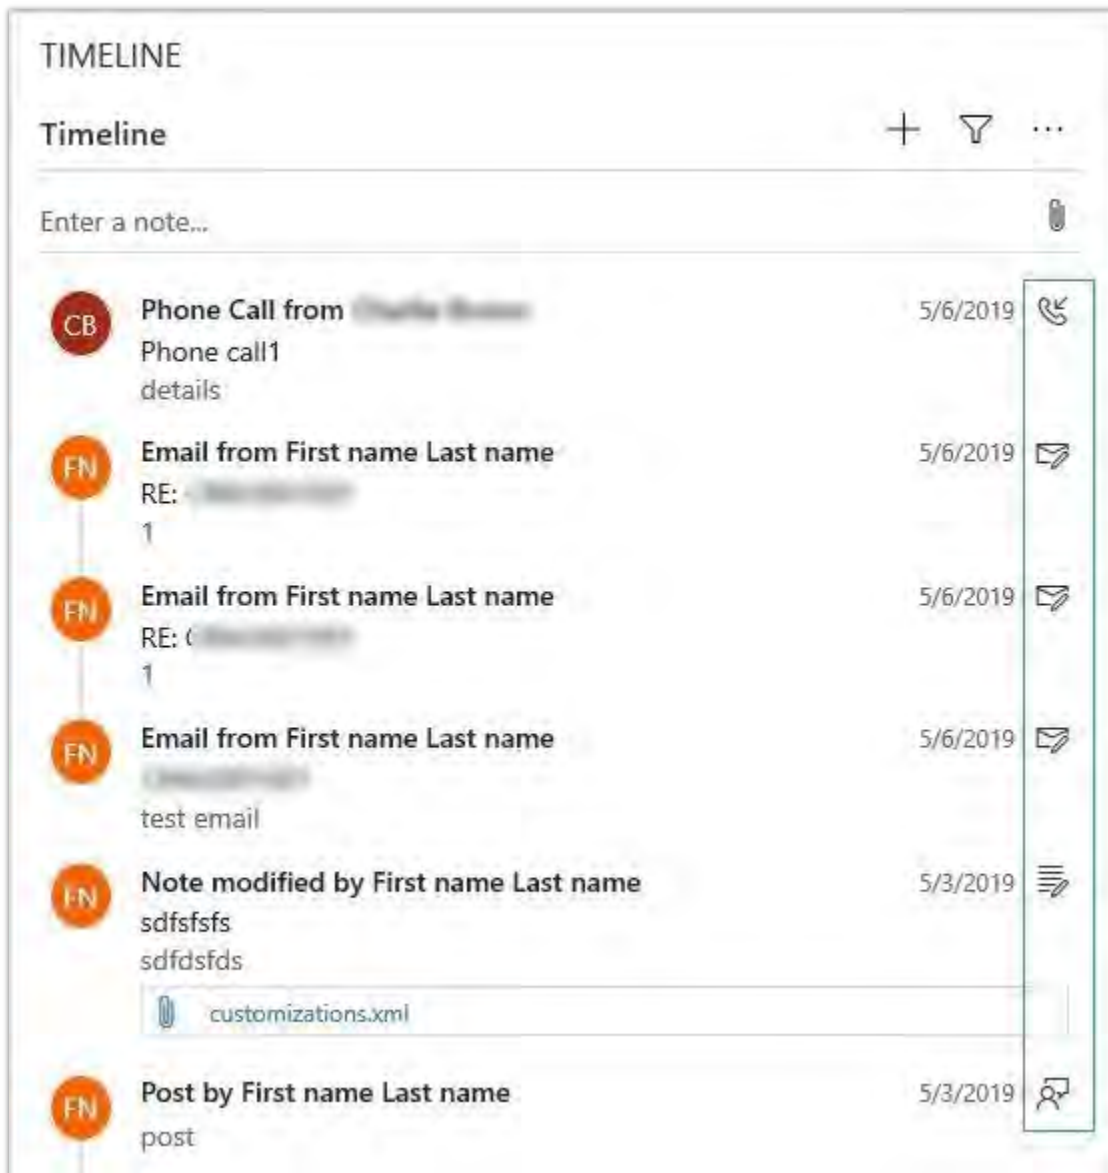 TIMELINE
Timeline
Enter a note...
CB
Phone Call from
5/6/2019
Phone call1
details
FN
Email from First name Last name
5/6/2019
RE:
1
FN
Email from First name Last name
5/6/2019
RE:
1
FN
Email from First name Last name
5/6/2019
test email
FN
Note modified by First name Last name
5/3/2019
sdfsfsfs
sdfdsfds
customizations.xml
FN
Post by First name Last name
5/3/2019
post